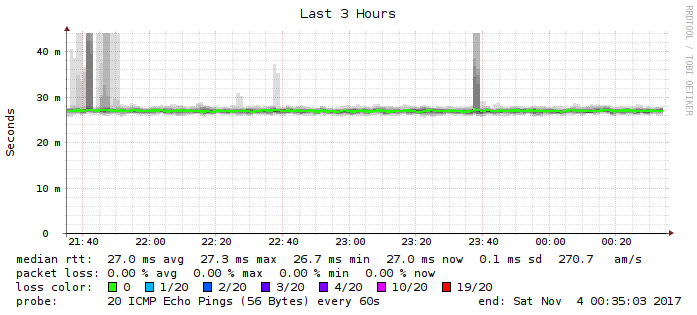 Last 3 Hours
RRDTOOL / TOBI OETIKER
Seconds
40 m
30 m
20 m
10 m
0
21:40 22:00 22:20 22:40 23:00 23:20 23:40 00:00 00:20
median rtt: 27.0 ms avg 27.3 ms max 26.7 ms min 27.0 ms now 0.1 ms sd 270.7 am/s
packet loss: 0.00 % avg 0.00 % max 0.00 % min 0.00 % now
loss color: 0 1/20 2/20 3/20 4/20 10/20 19/20
probe: 20 ICMP Echo Pings (56 Bytes) every 60s end: Sat Nov 4 00:35:03 2017